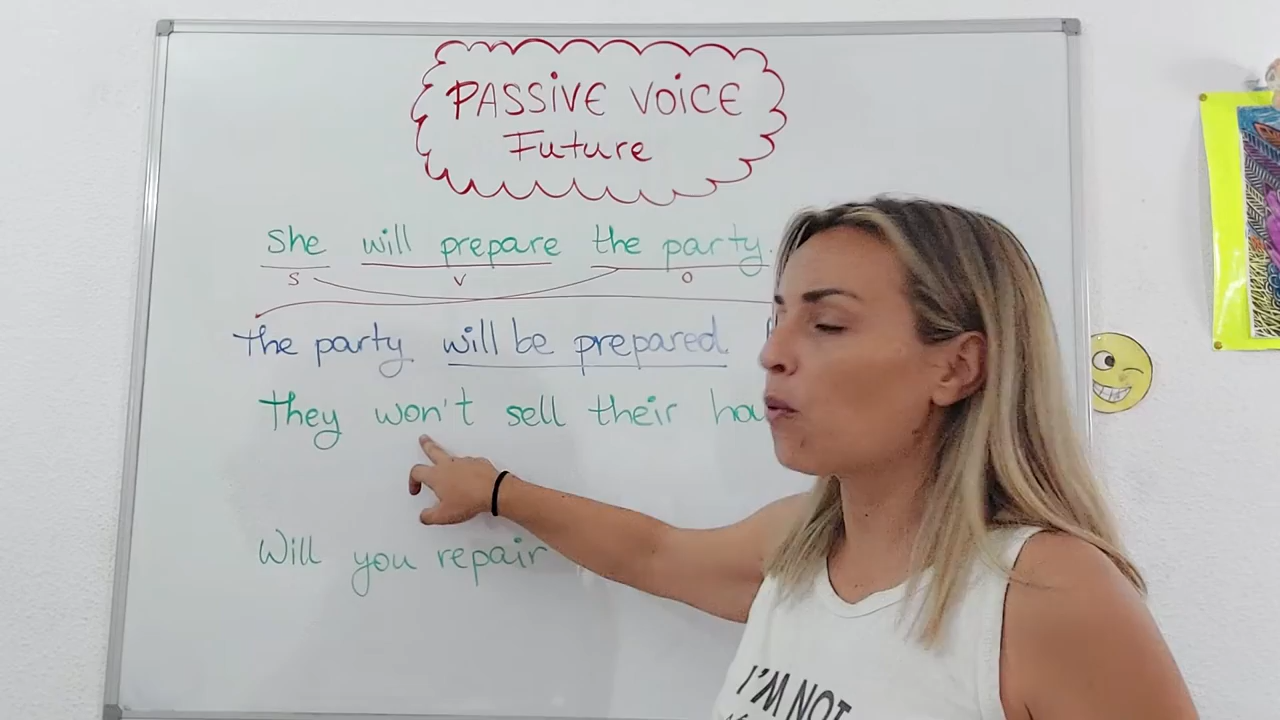 PASSIVE VOICE
Future
She will prepare the party.
S V O
The party will be prepared.
They won't sell their
Will you repair
I'M NOT